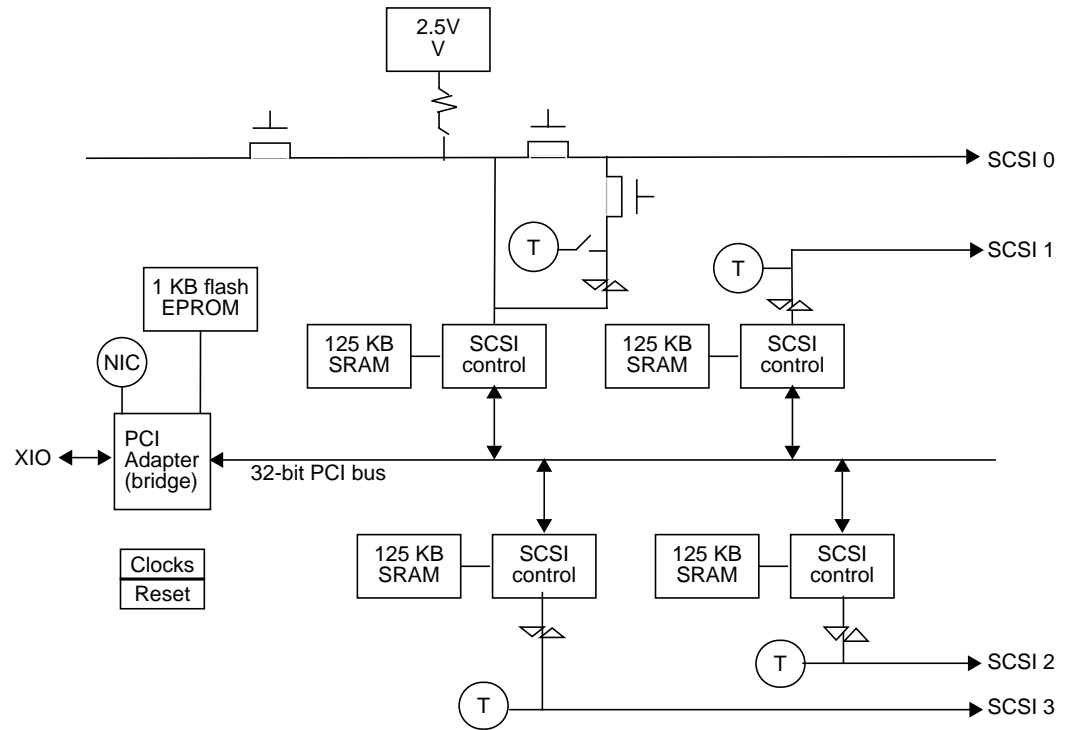 2.5V
V
SCSI 0
T
SCSI 1
T
1 KB flash
EPROM
125 KB
SRAM
SCSI
control
125 KB
SRAM
SCSI
control
NIC
PCI
Adapter
(bridge)
XIO
32-bit PCI bus
125 KB
SRAM
SCSI
control
125 KB
SRAM
SCSI
control
Clocks
Reset
T
SCSI 2
T
SCSI 3